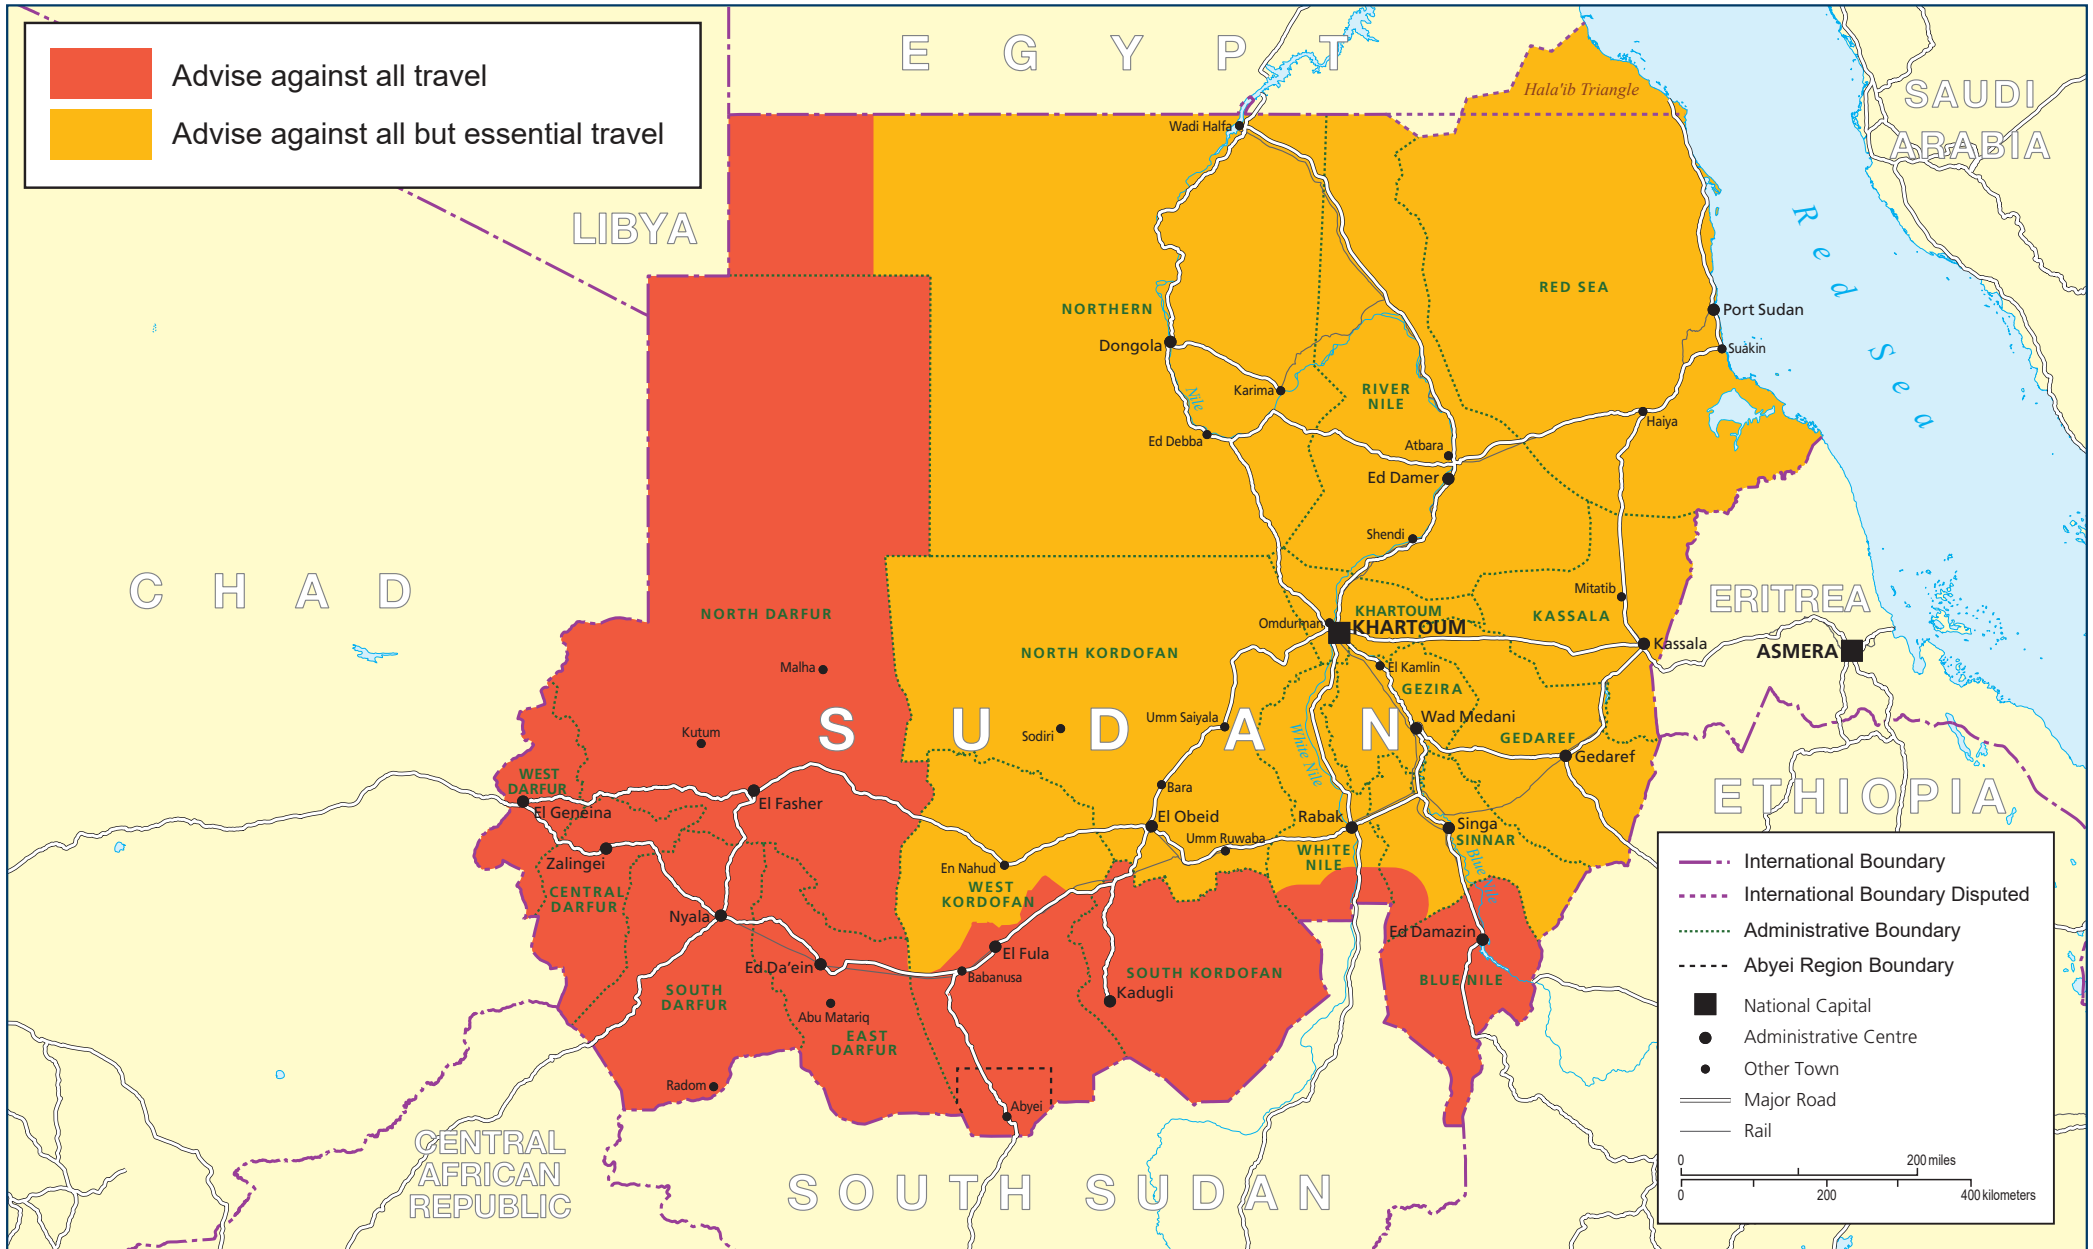 Advise against all travel
Advise against all but essential travel
EGYPT
SAUDI
ARABIA
Hala'ib Triangle
Wadi Halfa
LIBYA
Red Sea
RED SEA
NORTHERN
Port Sudan
Dongola
Suakin
Karima
Nile
RIVER
NILE
Haiya
Ed Debba
Atbara
Ed Damer
Shendi
CHAD
Mitatib
ERITREA
NORTH DARFUR
KHARTOUM
KASSALA
Omdurman
KHARTOUM
Kassala
ASMERA
NORTH KORDOFAN
Malha
El Kamlin
GEZIRA
SUDAN
Umm Saiyala
Wad Medani
Kutum
Sodiri
GEDAREF
Gedaref
White Nile
WEST
DARFUR
Bara
ETHIOPIA
El Geneina
El Fasher
El Obeid
Rabak
Singa
Umm Ruwaba
SINNAR
Zalingei
WHITE
NILE
Blue Nile
En Nahud
WEST
KORDOFAN
CENTRAL
DARFUR
Nyala
Ed Damazin
El Fula
Ed Da'ein
Babanusa
SOUTH KORDOFAN
BLUE NILE
SOUTH
DARFUR
Kadugli
Abu Matariq
EAST
DARFUR
Radom
Abyei
CENTRAL
AFRICAN
REPUBLIC
SOUTH SUDAN
International Boundary
International Boundary Disputed
Administrative Boundary
Abyei Region Boundary
National Capital
Administrative Centre
Other Town
Major Road
Rail
0 200 miles
0 200 400 kilometers